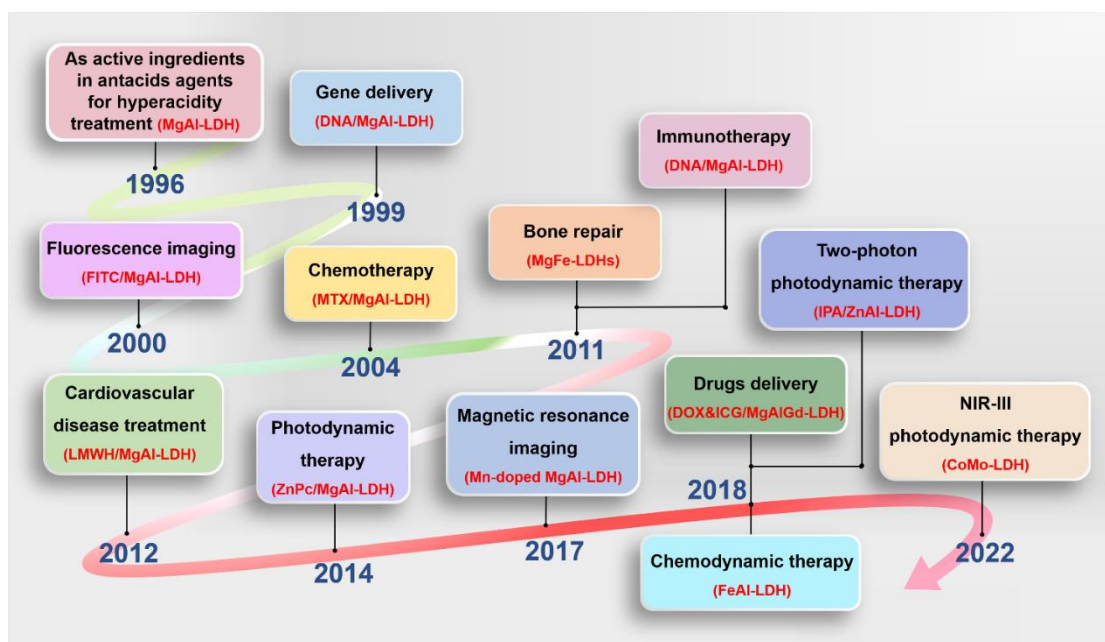 As active ingredients
in antacids agents
for hyperacidity
treatment (MgAl-LDH)
1996
Gene delivery
(DNA/MgAl-LDH)
1999
Fluorescence imaging
(FITC/MgAl-LDH)
2000
Chemotherapy
(MTX/MgAl-LDH)
2004
Bone repair
(MgFe-LDHs)
Immunotherapy
(DNA/MgAl-LDH)
2011
Cardiovascular
disease treatment
(LMWH/MgAl-LDH)
2012
Photodynamic
therapy
(ZnPc/MgAl-LDH)
2014
Magnetic resonance
imaging
(Mn-doped MgAl-LDH)
2017
Drugs delivery
(DOX&ICG/MgAlGd-LDH)
Two-photon
photodynamic therapy
(IPA/ZnAl-LDH)
2018
Chemodynamic therapy
(FeAl-LDH)
NIR-III
photodynamic therapy
(CoMo-LDH)
2022